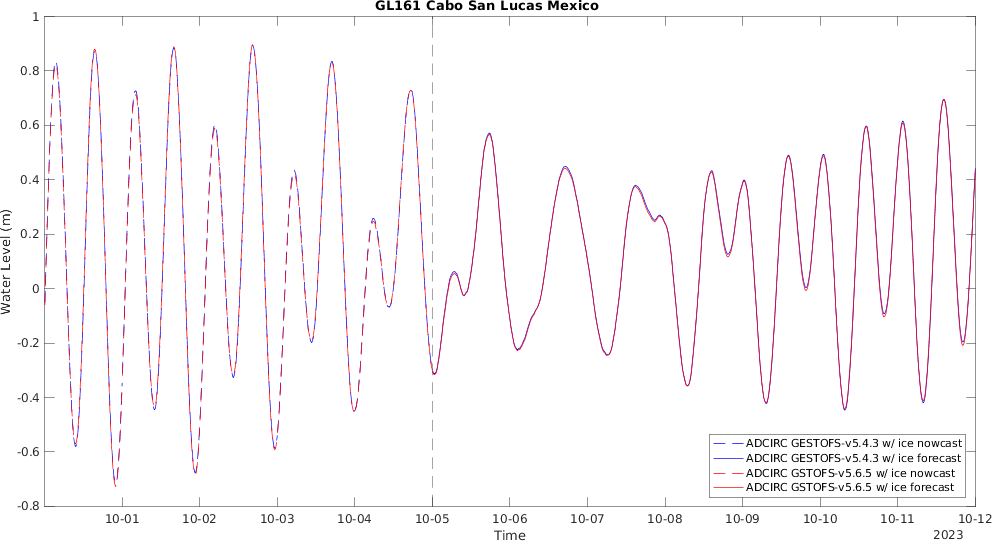 GL161 Cabo San Lucas Mexico
1
0.8
0.6
0.4
0.2
0
-0.2
-0.4
-0.6
-0.8
Water Level (m)
ADCIRC GESTOFS-v5.4.3 w/ ice nowcast
ADCIRC GESTOFS-v5.4.3 w/ ice forecast
ADCIRC GSTOFS-v5.6.5 w/ ice nowcast
ADCIRC GSTOFS-v5.6.5 w/ ice forecast
10-01 10-02 10-03 10-04 10-05 10-06 10-07 10-08 10-09 10-10 10-11 10-12
Time
2023